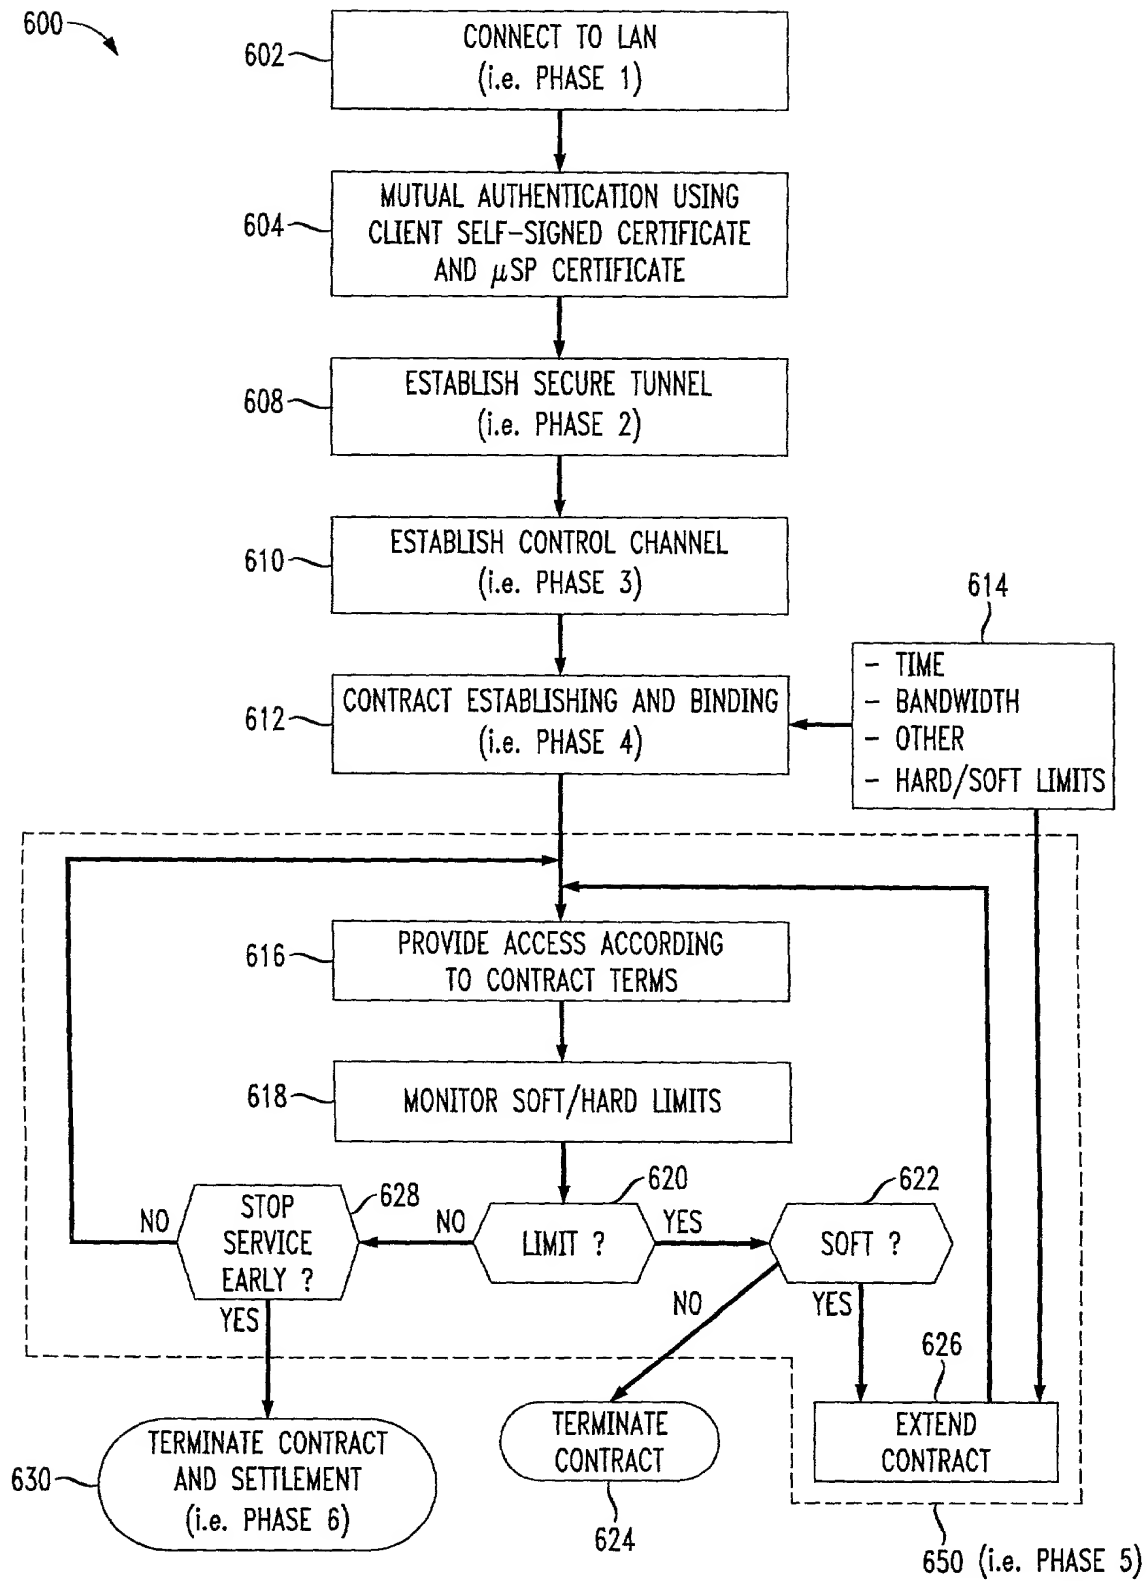 600
602
CONNECT TO LAN
(i.e. PHASE 1)
604
MUTUAL AUTHENTICATION USING
CLIENT SELF-SIGNED CERTIFICATE
AND μSP CERTIFICATE
608
ESTABLISH SECURE TUNNEL
(i.e. PHASE 2)
610
ESTABLISH CONTROL CHANNEL
(i.e. PHASE 3)
614
- TIME
- BANDWIDTH
- OTHER
- HARD/SOFT LIMITS
612
CONTRACT ESTABLISHING AND BINDING
(i.e. PHASE 4)
616
PROVIDE ACCESS ACCORDING
TO CONTRACT TERMS
618
MONITOR SOFT/HARD LIMITS
628
STOP
SERVICE
EARLY ?
NO
YES
620
LIMIT ?
NO
YES
622
SOFT ?
NO
YES
626
EXTEND
CONTRACT
TERMINATE
CONTRACT
624
630
TERMINATE CONTRACT
AND SETTLEMENT
(i.e. PHASE 6)
650 (i.e. PHASE 5)